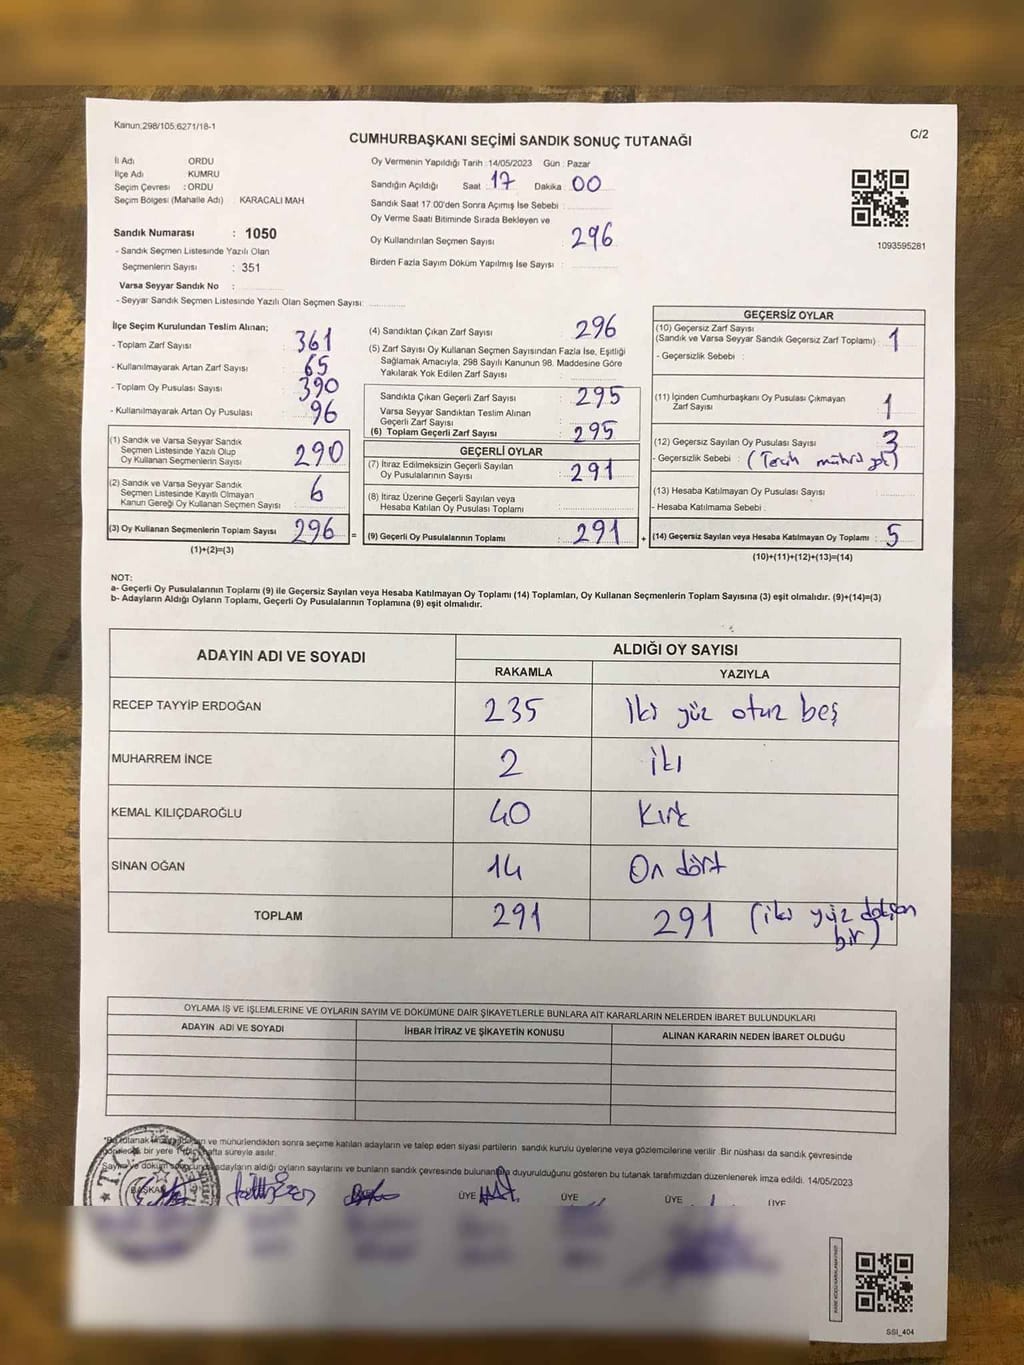 Kanun;298/105;6271/18-1
C/2
CUMHURBAŞKANI SEÇİMİ SANDIK SONUÇ TUTANAĞI
İl Adı ORDU
İlçe Adı KUMRU
Seçim Çevresi : ORDU
Seçim Bölgesi (Mahalle Adı) KARACALI MAH
Sandık Numarası : 1050
- Sandık Seçmen Listesinde Yazılı Olan
Seçmenlerin Sayısı : 351
Varsa Seyyar Sandık No :
- Seyyar Sandık Seçmen Listesinde Yazılı Olan Seçmen Sayısı:
Oy Vermenin Yapıldığı Tarih :14/05/2023 Gün : Pazar
Sandığın Açıldığı Saat 17 Dakika 00
Sandık Saat 17.00'den Sonra Açımış İse Sebebi :
Oy Verme Saati Bitiminde Sırada Bekleyen ve
Oy Kullandırılan Seçmen Sayısı : 296
Birden Fazla Sayım Döküm Yapılmış İse Sayısı :
1093595281
İlçe Seçim Kurulundan Teslim Alınan;
- Toplam Zarf Sayısı : 361
- Kullanılmayarak Artan Zarf Sayısı : 65
- Toplam Oy Pusulası Sayısı : 390
- Kullanılmayarak Artan Oy Pusulası : 96
(1) Sandık ve Varsa Seyyar Sandık
Seçmen Listesinde Yazılı Olup
Oy Kullanan Seçmenlerin Sayısı : 290
(2) Sandık ve Varsa Seyyar Sandık
Seçmen Listesinde Kayıtlı Olmayan
Kanun Gereği Oy Kullanan Seçmen Sayısı : 6
(3) Oy Kullanan Seçmenlerin Toplam Sayısı : 296 =
(1)+(2)=(3)
(4) Sandıktan Çıkan Zarf Sayısı : 296
(5) Zarf Sayısı Oy Kullanan Seçmen Sayısından Fazla İse, Eşitliği
Sağlamak Amacıyla, 298 Sayılı Kanunun 98. Maddesine Göre
Yakılarak Yok Edilen Zarf Sayısı :
Sandıkta Çıkan Geçerli Zarf Sayısı : 295
Varsa Seyyar Sandıktan Teslim Alınan
Geçerli Zarf Sayısı :
(6) Toplam Geçerli Zarf Sayısı : 295
GEÇERLİ OYLAR
(7) İtiraz Edilmeksizin Geçerli Sayılan
Oy Pusulalarının Sayısı : 291
(8) İtiraz Üzerine Geçerli Sayılan veya
Hesaba Katılan Oy Pusulaları Toplamı :
(9) Geçerli Oy Pusulalarının Toplamı : 291 +
GEÇERSİZ OYLAR
(10) Geçersiz Zarf Sayısı
(Sandık ve Varsa Seyyar Sandık Geçersiz Zarf Toplamı) : 1
- Geçersizlik Sebebi :
(11) İçinden Cumhurbaşkanı Oy Pusulası Çıkmayan
Zarf Sayısı : 1
(12) Geçersiz Sayılan Oy Pusulası Sayısı : 3
- Geçersizlik Sebebi : (Tercih mührü yok)
(13) Hesaba Katılmayan Oy Pusulası Sayısı :
- Hesaba Katılmama Sebebi :
(14) Geçersiz Sayılan veya Hesaba Katılmayan Oy Toplamı : 5
(10)+(11)+(12)+(13)=(14)
NOT:
a- Geçerli Oy Pusulalarının Toplamı (9) ile Geçersiz Sayılan veya Hesaba Katılmayan Oy Toplamı (14) Toplamları, Oy Kullanan Seçmenlerin Toplam Sayısına (3) eşit olmalıdır. (9)+(14)=(3)
b- Adayların Aldığı Oyların Toplamı, Geçerli Oy Pusulalarının Toplamına (9) eşit olmalıdır.
ADAYIN ADI VE SOYADI
ALDIĞI OY SAYISI
RAKAMLA YAZIYLA
RECEP TAYYİP ERDOĞAN 235 İki yüz otuz beş
MUHARREM İNCE 2 iki
KEMAL KILIÇDAROĞLU 40 Kırk
SİNAN OĞAN 14 On dört
TOPLAM 291 291 (iki yüz doksan
bir)
OYLAMA İŞ VE İŞLEMLERİNE VE OYLARIN SAYIM VE DÖKÜMÜNE DAİR ŞİKAYETLERLE BUNLARA AİT KARARLARIN NELERDEN İBARET BULUNDUKLARI
ADAYIN ADI VE SOYADI İHBAR İTİRAZ VE ŞİKAYETİN KONUSU ALINAN KARARIN NEDEN İBARET OLDUĞU
ve mühürlendikten sonra seçime katılan adayların ve talep eden siyasi partilerin sandık kurulu üyelerine veya gözlemcilerine verilir. Bir nüshası da sandık çevresinde
bir yere 1 hafta süreyle asılır.
adayların aldığı oyların sayılarını ve bunların sandık çevresinde duyurulduğunu gösteren bu tutanak tarafımızdan düzenlenerek imza edildi. 14/05/2023
T.C.
BAŞKAN ÜYE ÜYE ÜYE ÜYE
SSI_404